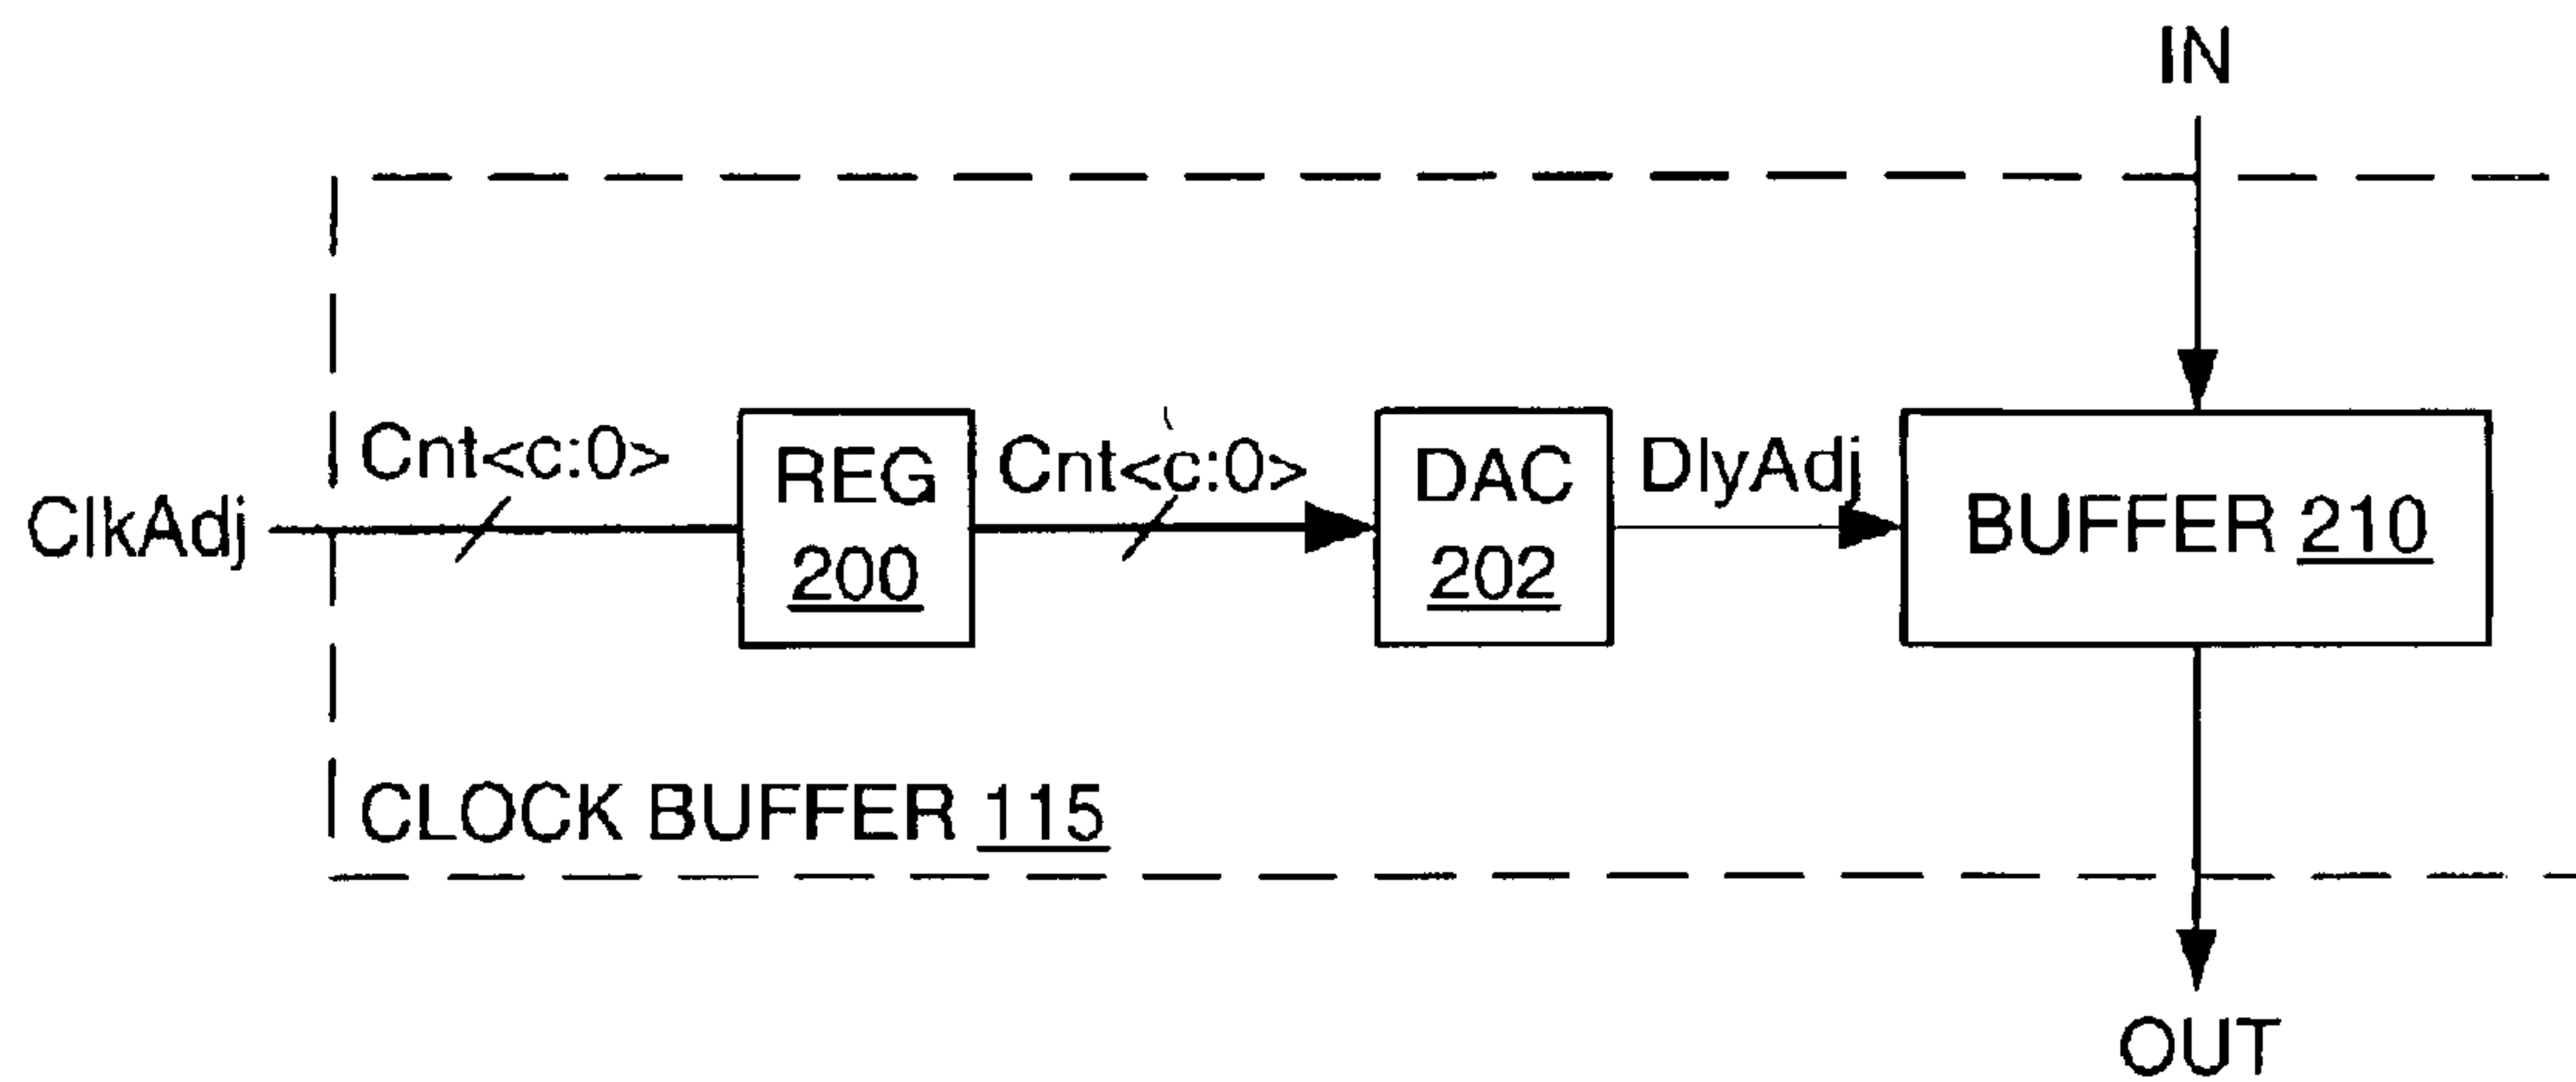 IN
Cnt<c:0>
ClkAdj
REG
200
Cnt<c:0>
DAC
202
DlyAdj
BUFFER 210
CLOCK BUFFER 115
OUT